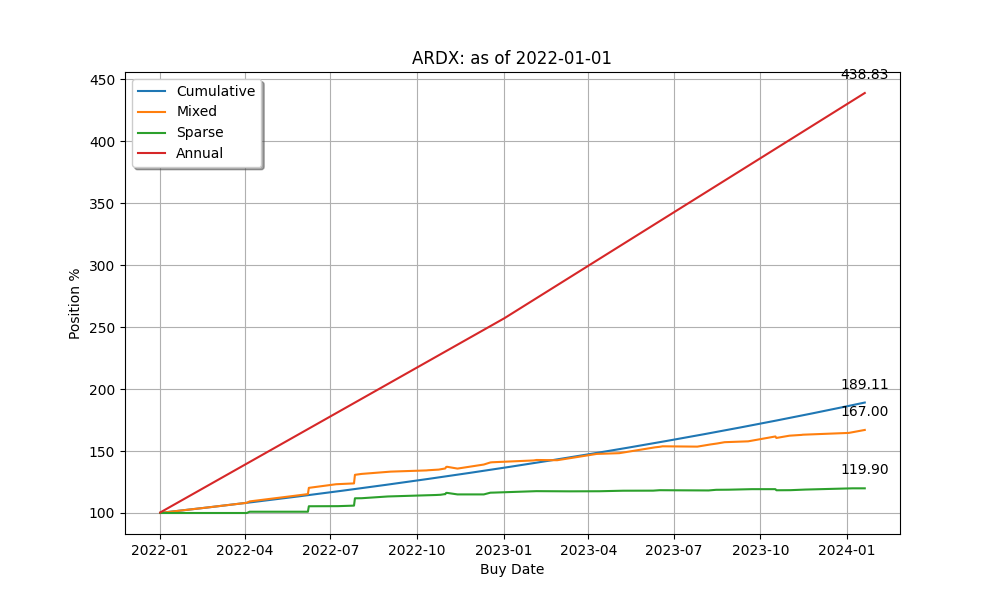 ARDX: as of 2022-01-01
438.83
450
Cumulative
Mixed
Sparse
Annual
400
350
300
250
200
189.11
167.00
150
119.90
100
Position %
2022-01 2022-04 2022-07 2022-10 2023-01 2023-04 2023-07 2023-10 2024-01
Buy Date